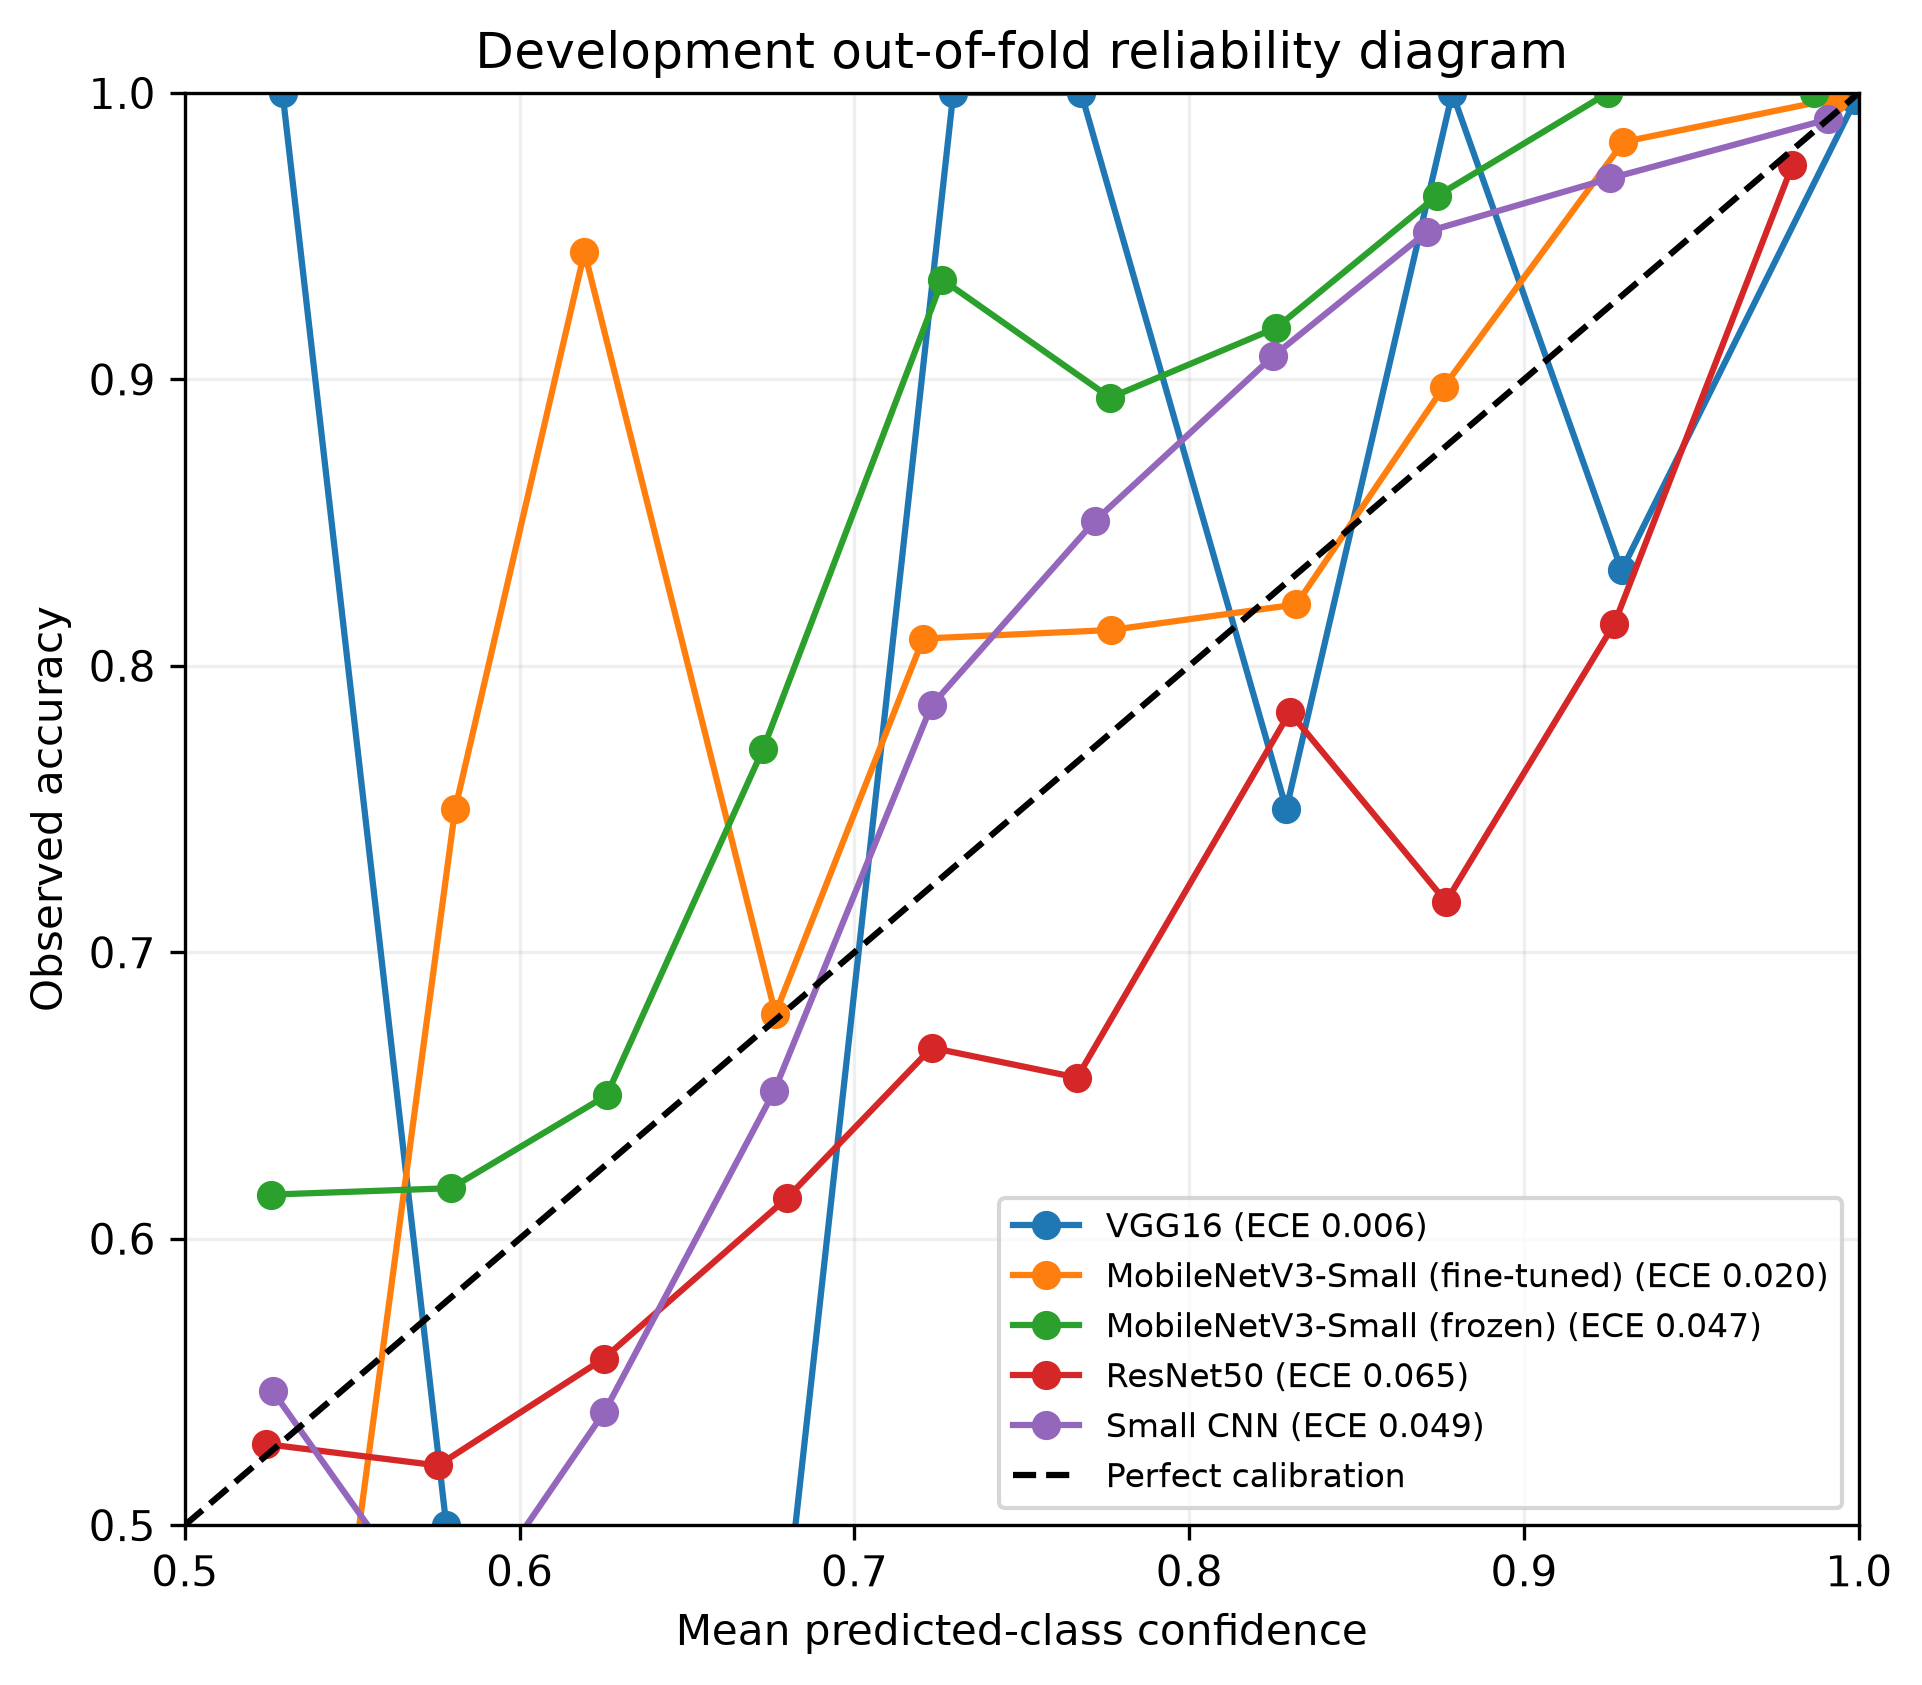 Development out-of-fold reliability diagram
1.0
0.9
0.8
0.7
0.6
0.5
Observed accuracy
VGG16 (ECE 0.006)
MobileNetV3-Small (fine-tuned) (ECE 0.020)
MobileNetV3-Small (frozen) (ECE 0.047)
ResNet50 (ECE 0.065)
Small CNN (ECE 0.049)
Perfect calibration
0.5 0.6 0.7 0.8 0.9 1.0
Mean predicted-class confidence